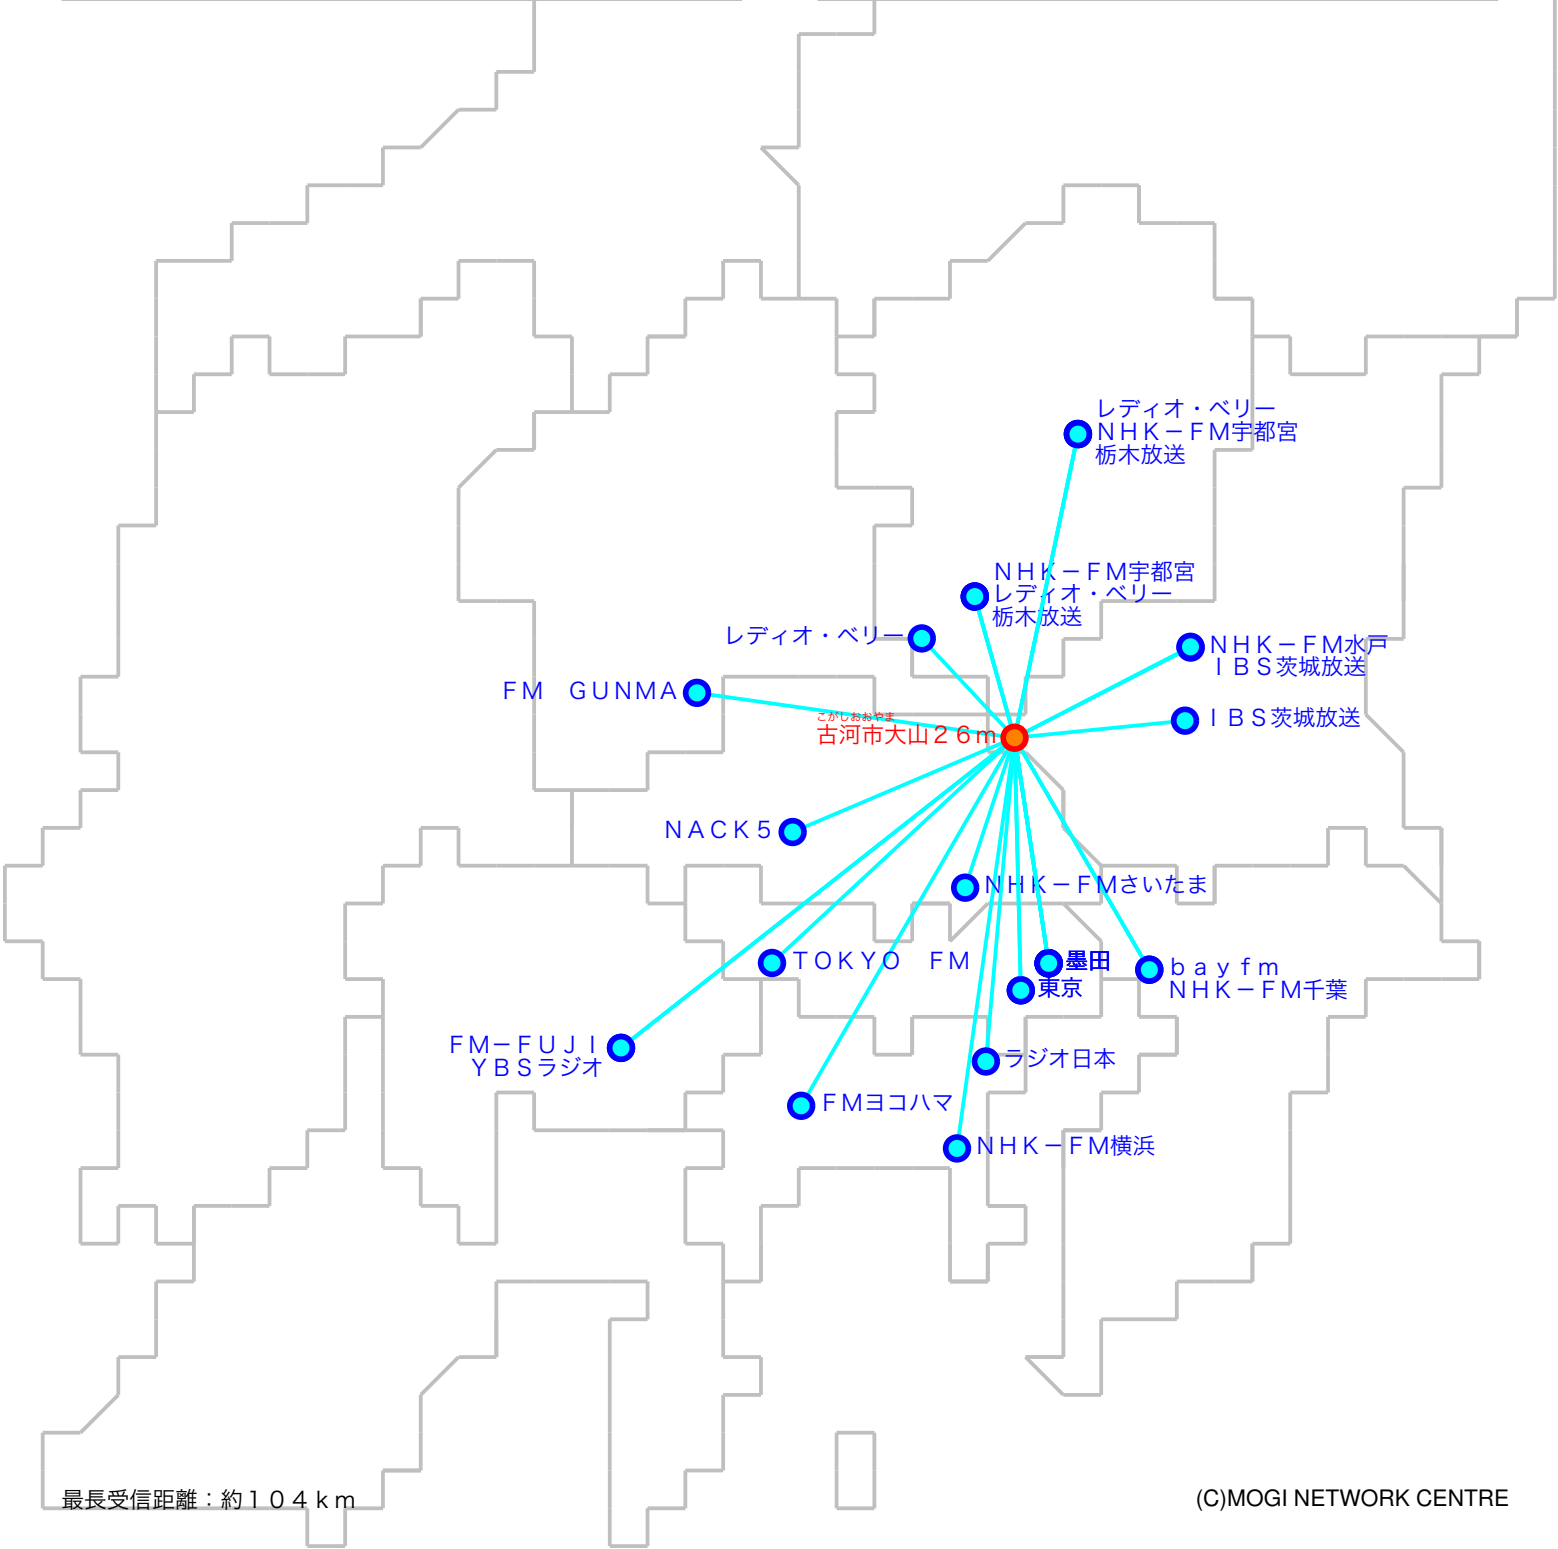 レディオ・ベリー
ＮＨＫ－ＦＭ宇都宮
栃木放送
ＮＨＫ－ＦＭ宇都宮
レディオ・ベリー
栃木放送
レディオ・ベリー
ＮＨＫ－ＦＭ水戸
ＩＢＳ茨城放送
ＦＭ　ＧＵＮＭＡ
こがしおおやま
古河市大山２６ｍ
ＩＢＳ茨城放送
ＮＡＣＫ５
ＮＨＫ－ＦＭさいたま
ＴＯＫＹＯ　ＦＭ
墨田
ｂａｙｆｍ
ＮＨＫ－ＦＭ千葉
東京
ＦＭ－ＦＵＪＩ
ＹＢＳラジオ
ラジオ日本
ＦＭヨコハマ
ＮＨＫ－ＦＭ横浜
最長受信距離：約１０４ｋｍ
(C)MOGI NETWORK CENTRE